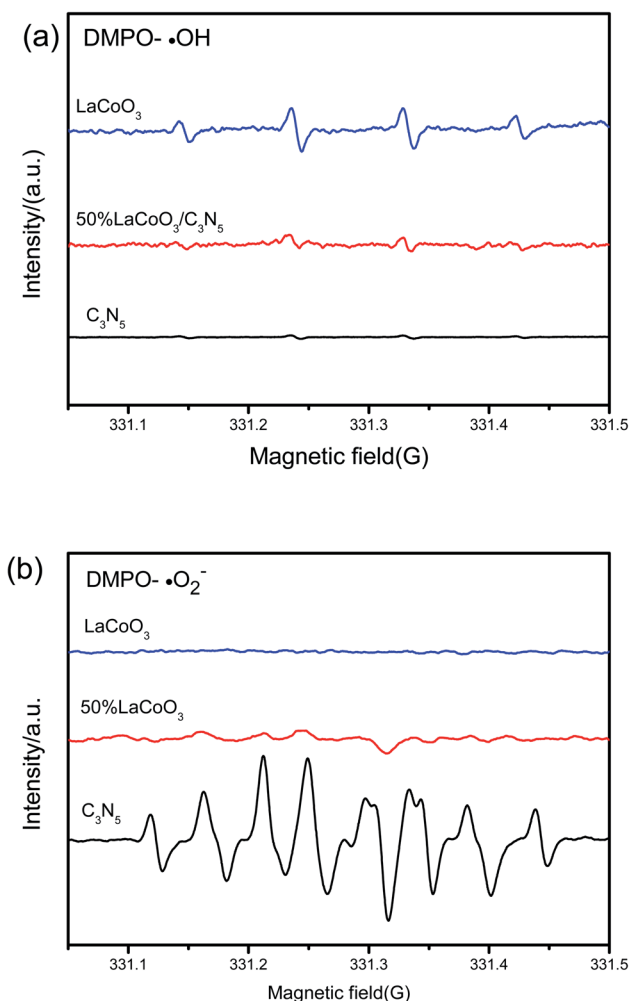 (a)
DMPO- •OH
LaCoO₃
50%LaCoO₃/C₃N₅
C₃N₅
Intensity/(a.u.)
331.1 331.2 331.3 331.4 331.5
Magnetic field(G)
(b)
DMPO- •O₂⁻
LaCoO₃
50%LaCoO₃
C₃N₅
Intensity/a.u.
331.1 331.2 331.3 331.4 331.5
Magnetic field(G)